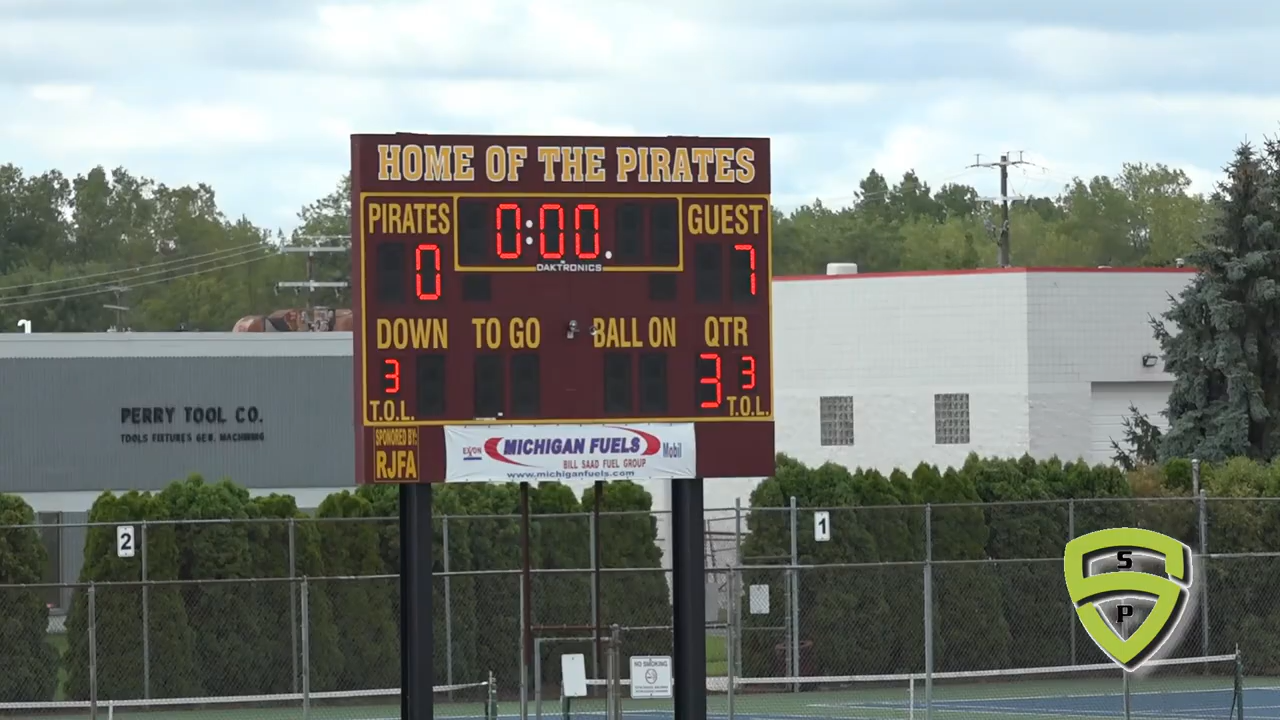 HOME OF THE PIRATES
PIRATES 0:00. GUEST
DAKTRONICS
0 7
DOWN TO GO BALL ON QTR
3 3 3
T.O.L. T.O.L.
SPONORED BY:
RJFA
EXXON MICHIGAN FUELS Mobil
BILL SAAD FUEL GROUP
www.michiganfuels.com
PERRY TOOL CO.
TOOLS FIXTURES GEN. MACHINING
2
1
NO SMOKING
S
P